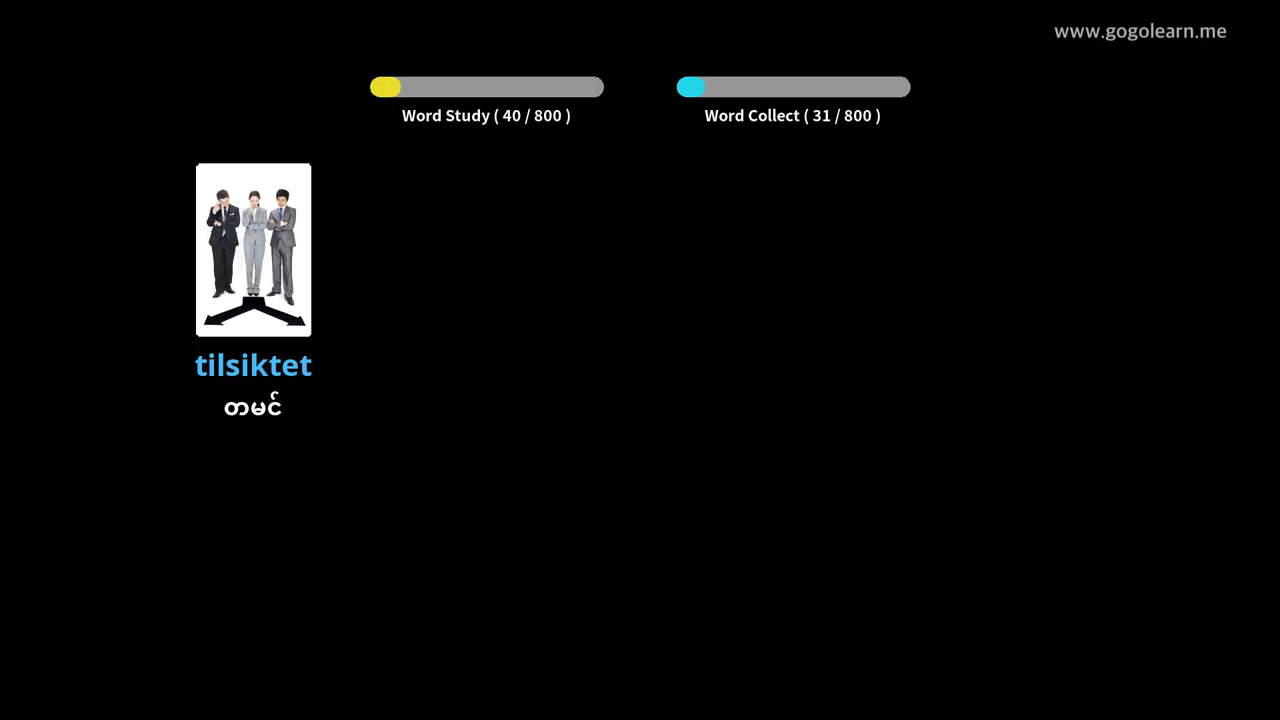 www.gogolearn.me
Word Study ( 40 / 800 )
Word Collect ( 31 / 800 )
tilsiktet
တမင်